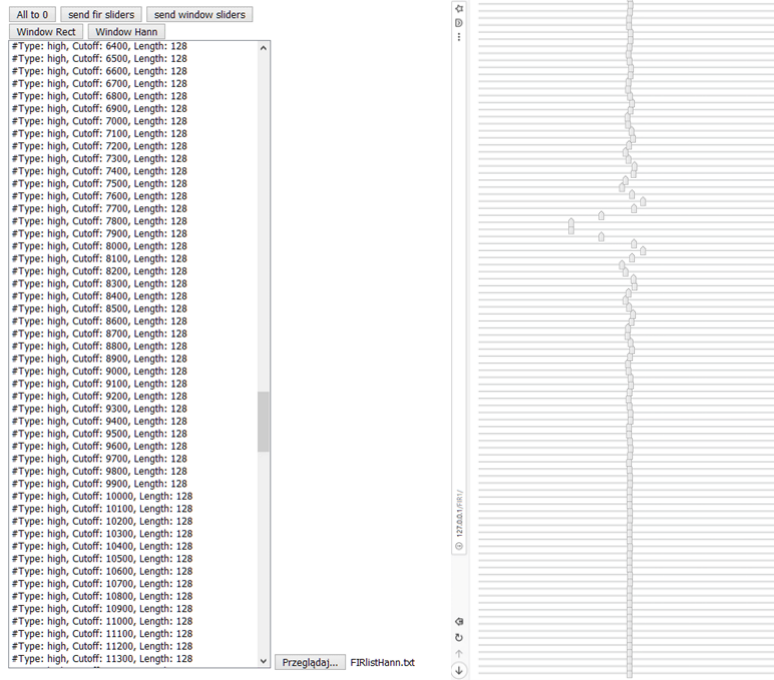 All to 0 send fir sliders send window sliders
Window Rect Window Hann
#Type: high, Cutoff: 6400, Length: 128
#Type: high, Cutoff: 6500, Length: 128
#Type: high, Cutoff: 6600, Length: 128
#Type: high, Cutoff: 6700, Length: 128
#Type: high, Cutoff: 6800, Length: 128
#Type: high, Cutoff: 6900, Length: 128
#Type: high, Cutoff: 7000, Length: 128
#Type: high, Cutoff: 7100, Length: 128
#Type: high, Cutoff: 7200, Length: 128
#Type: high, Cutoff: 7300, Length: 128
#Type: high, Cutoff: 7400, Length: 128
#Type: high, Cutoff: 7500, Length: 128
#Type: high, Cutoff: 7600, Length: 128
#Type: high, Cutoff: 7700, Length: 128
#Type: high, Cutoff: 7800, Length: 128
#Type: high, Cutoff: 7900, Length: 128
#Type: high, Cutoff: 8000, Length: 128
#Type: high, Cutoff: 8100, Length: 128
#Type: high, Cutoff: 8200, Length: 128
#Type: high, Cutoff: 8300, Length: 128
#Type: high, Cutoff: 8400, Length: 128
#Type: high, Cutoff: 8500, Length: 128
#Type: high, Cutoff: 8600, Length: 128
#Type: high, Cutoff: 8700, Length: 128
#Type: high, Cutoff: 8800, Length: 128
#Type: high, Cutoff: 8900, Length: 128
#Type: high, Cutoff: 9000, Length: 128
#Type: high, Cutoff: 9100, Length: 128
#Type: high, Cutoff: 9200, Length: 128
#Type: high, Cutoff: 9300, Length: 128
#Type: high, Cutoff: 9400, Length: 128
#Type: high, Cutoff: 9500, Length: 128
#Type: high, Cutoff: 9600, Length: 128
#Type: high, Cutoff: 9700, Length: 128
#Type: high, Cutoff: 9800, Length: 128
#Type: high, Cutoff: 9900, Length: 128
#Type: high, Cutoff: 10000, Length: 128
#Type: high, Cutoff: 10100, Length: 128
#Type: high, Cutoff: 10200, Length: 128
#Type: high, Cutoff: 10300, Length: 128
#Type: high, Cutoff: 10400, Length: 128
#Type: high, Cutoff: 10500, Length: 128
#Type: high, Cutoff: 10600, Length: 128
#Type: high, Cutoff: 10700, Length: 128
#Type: high, Cutoff: 10800, Length: 128
#Type: high, Cutoff: 10900, Length: 128
#Type: high, Cutoff: 11000, Length: 128
#Type: high, Cutoff: 11100, Length: 128
#Type: high, Cutoff: 11200, Length: 128
#Type: high, Cutoff: 11300, Length: 128
Przeglądaj... FIRlistHann.txt
127.0.0.1/FIR1/